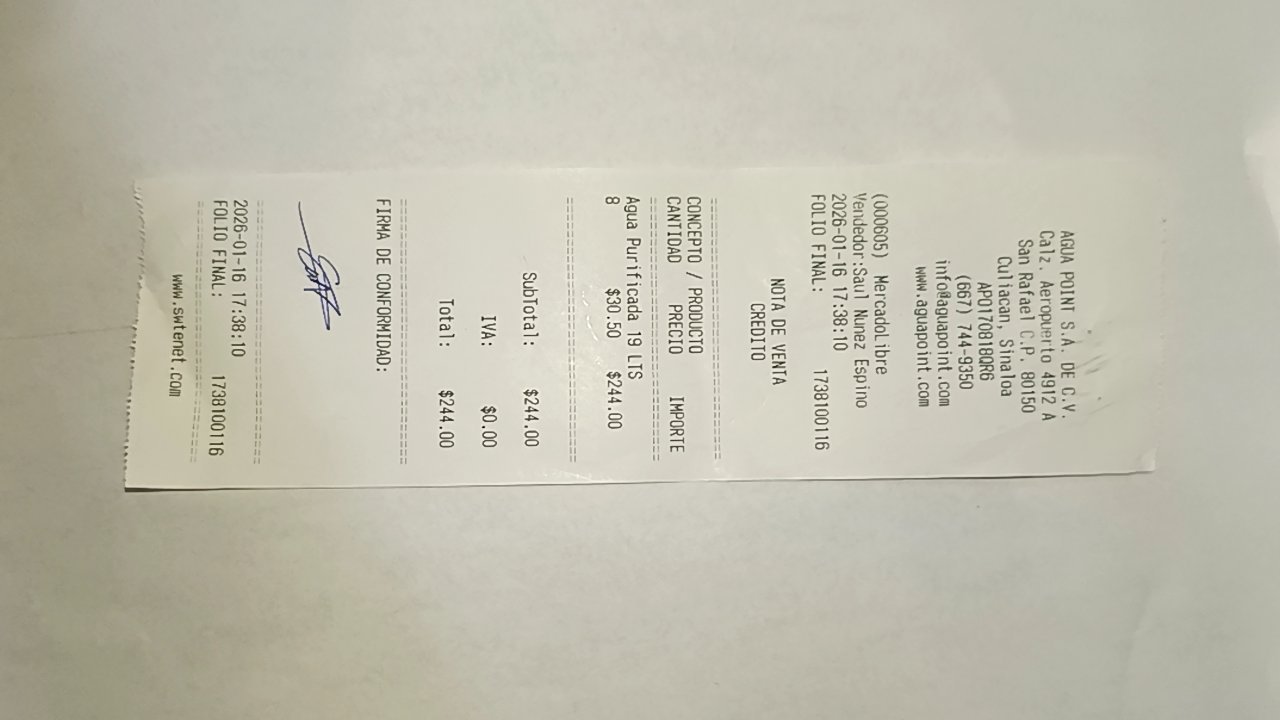 AGUA POINT S.A. DE C.V.
Calz. Aeropuerto 4912 A
San Rafael C.P. 80150
Culiacan, Sinaloa
APO170818QR6
(667) 744-9350
info@aguapoint.com
www.aguapoint.com
(000605) MercadoLibre
Vendedor:Saul Nunez Espino
2026-01-16 17:38:10
FOLIO FINAL: 1738100116
NOTA DE VENTA
CREDITO
CONCEPTO / PRODUCTO
CANTIDAD PRECIO IMPORTE
Agua Purificada 19 LTS
8 $30.50 $244.00
SubTotal: $244.00
IVA: $0.00
Total: $244.00
FIRMA DE CONFORMIDAD:
2026-01-16 17:38:10
FOLIO FINAL: 1738100116
www.swtenet.com